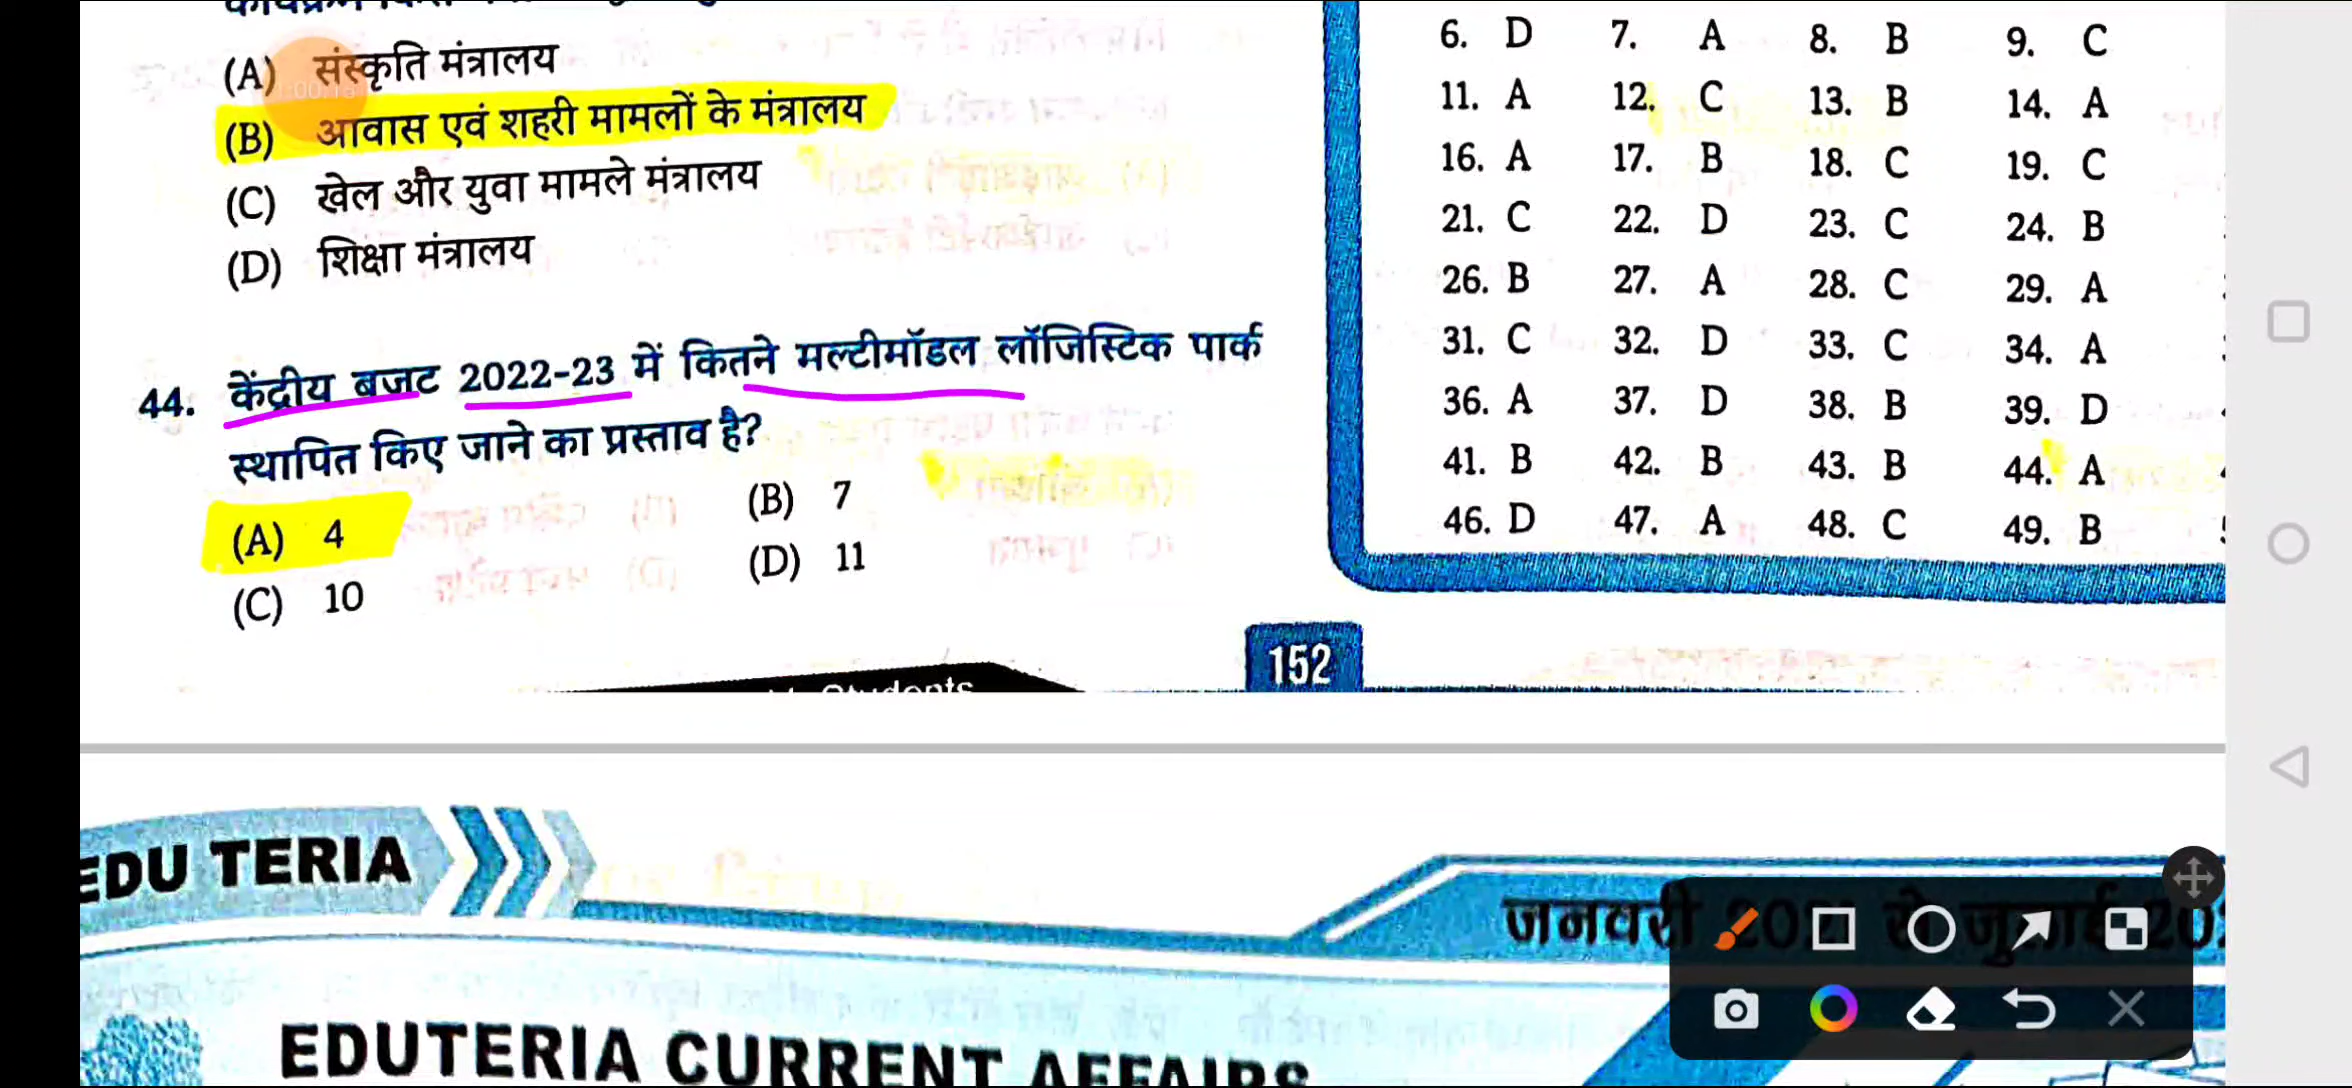 (A) संस्कृति मंत्रालय
(B) आवास एवं शहरी मामलों के मंत्रालय
(C) खेल और युवा मामले मंत्रालय
(D) शिक्षा मंत्रालय
44. केंद्रीय बजट 2022-23 में कितने मल्टीमॉडल लॉजिस्टिक पार्क
स्थापित किए जाने का प्रस्ताव है?
(A) 4 (B) 7
(C) 10 (D) 11
6. D 7. A 8. B 9. C
11. A 12. C 13. B 14. A
16. A 17. B 18. C 19. C
21. C 22. D 23. C 24. B
26. B 27. A 28. C 29. A
31. C 32. D 33. C 34. A
36. A 37. D 38. B 39. D
41. B 42. B 43. B 44. A
46. D 47. A 48. C 49. B
152
Students
EDU TERIA
जनवरी 2021 से जुलाई
EDUTERIA CURRENT AFFAIRS